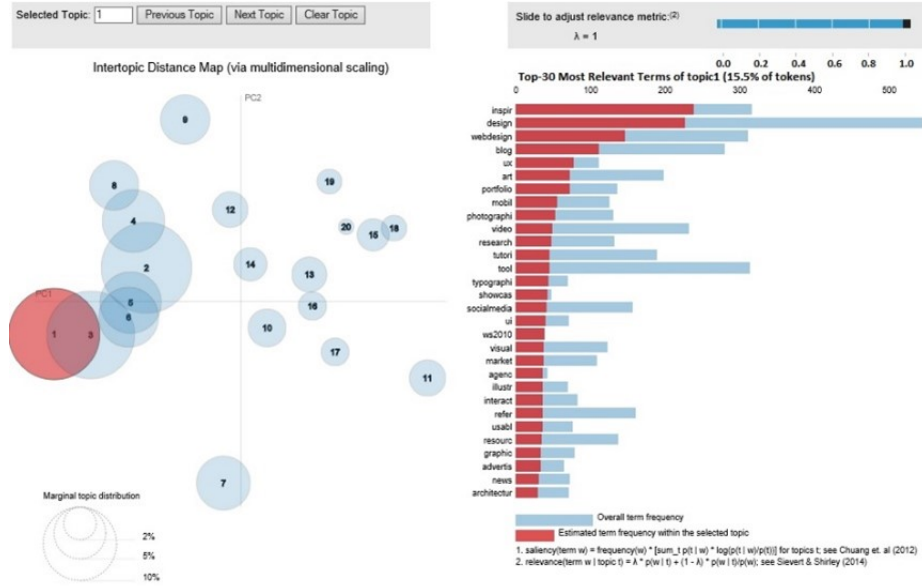 Selected Topic: 1 Previous Topic Next Topic Clear Topic
Slide to adjust relevance metric:(2)
λ = 1
0.0 0.2 0.4 0.6 0.8 1.0
Intertopic Distance Map (via multidimensional scaling)
PC2
PC1
9
8
19
4
12
20
15
18
2
14
13
5
16
6
10
1
3
17
11
7
Marginal topic distribution
2%
5%
10%
Top-30 Most Relevant Terms of topic1 (15.5% of tokens)
0 100 200 300 400 500
inspir
design
webdesign
blog
ux
art
portfolio
mobil
photographi
video
research
tutori
tool
typographi
showcas
socialmedia
ui
ws2010
visual
market
agenc
illustr
interact
refer
usabl
resourc
graphic
advertis
news
architectur
Overall term frequency
Estimated term frequency within the selected topic
1. saliency(term w) = frequency(w) * [sum_t p(t | w) * log(p(t | w)/p(t))] for topics t; see Chuang et. al (2012)
2. relevance(term w | topic t) = λ * p(w | t) + (1 - λ) * p(w | t)/p(w); see Sievert & Shirley (2014)